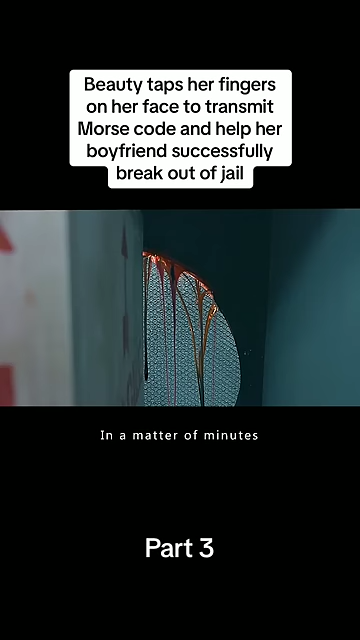 Beauty taps her fingers
on her face to transmit
Morse code and help her
boyfriend successfully
break out of jail
In a matter of minutes
Part 3